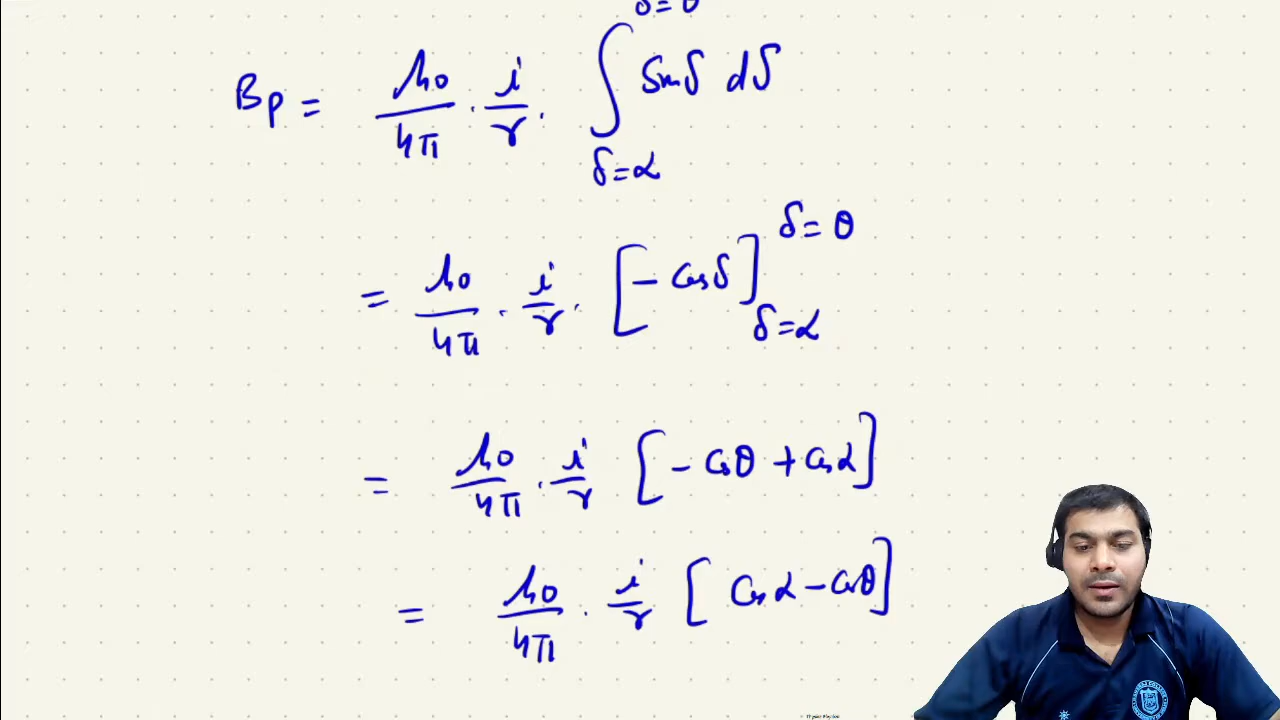 δ=θ
Bp = μ0/4π · i/r · ∫ Sinδ dδ
δ=α
= μ0/4π · i/r · [- Cosδ] δ=θ
δ=α
= μ0/4π · i/r [- Cosθ + Cosα]
= μ0/4π · i/r [Cosα - Cosθ]